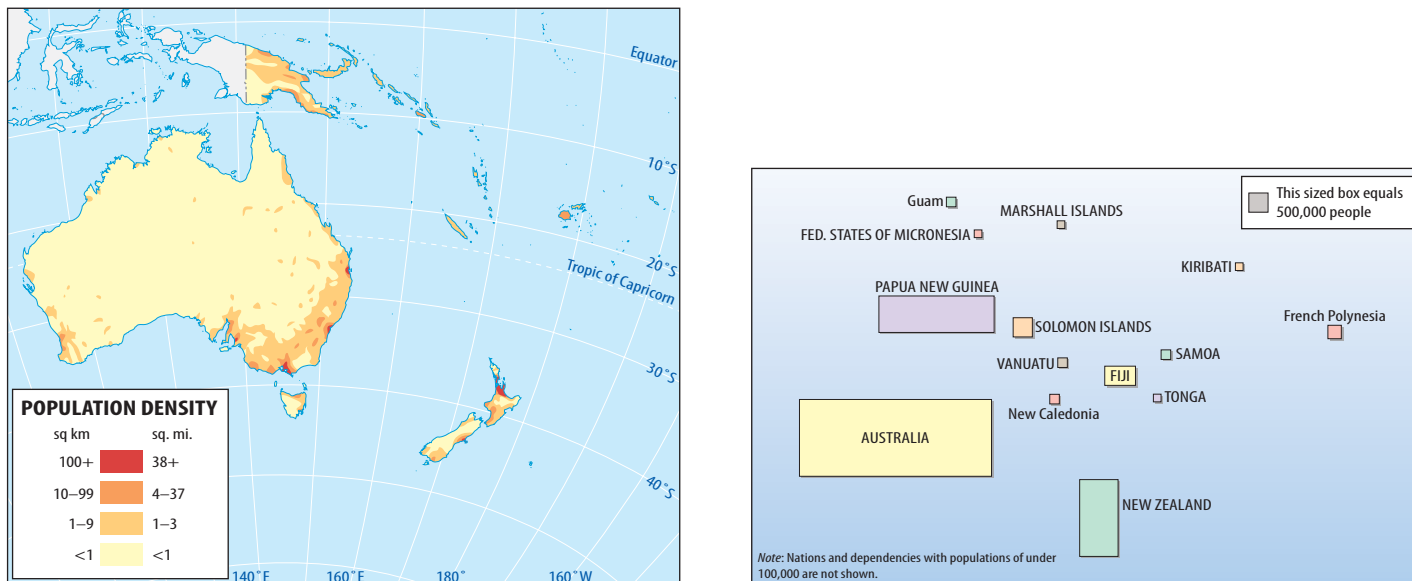 Equator
10°S
20°S
Tropic of Capricorn
30°S
40°S
POPULATION DENSITY
sq km sq. mi.
100+ 38+
10–99 4–37
1–9 1–3
<1 <1
140°E 160°E 180° 160°W
This sized box equals
500,000 people
Guam
MARSHALL ISLANDS
FED. STATES OF MICRONESIA
KIRIBATI
PAPUA NEW GUINEA
SOLOMON ISLANDS
French Polynesia
VANUATU
SAMOA
FIJI
New Caledonia
TONGA
AUSTRALIA
NEW ZEALAND
Note: Nations and dependencies with populations of under
100,000 are not shown.